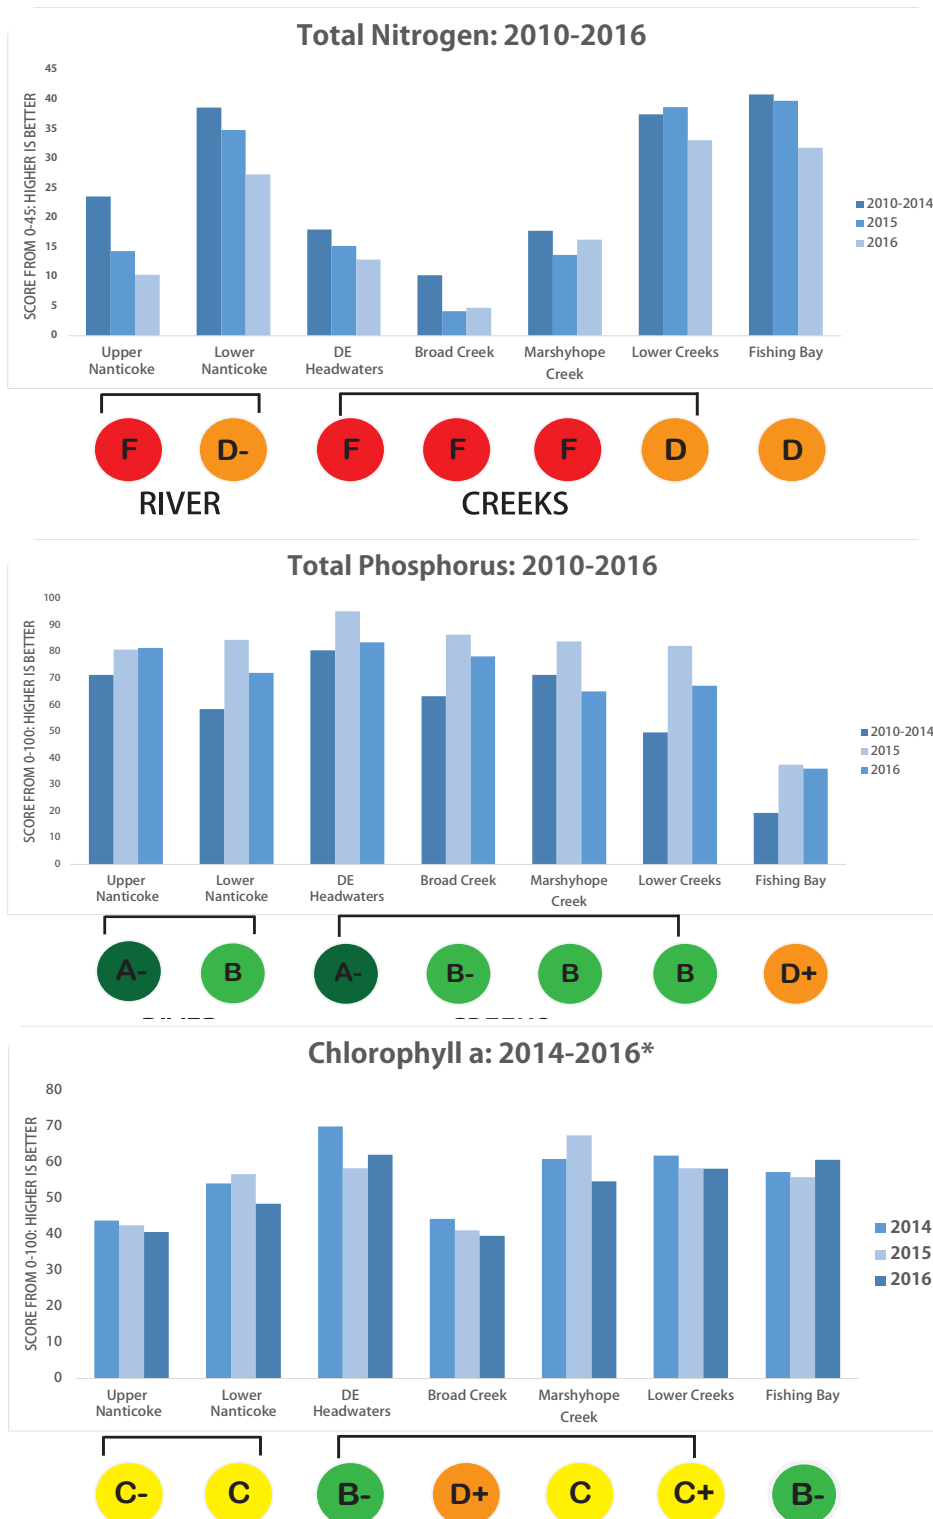 Total Nitrogen: 2010-2016
SCORE FROM 0-45: HIGHER IS BETTER
45
40
35
30
25
20
15
10
5
0
Upper Nanticoke
Lower Nanticoke
DE Headwaters
Broad Creek
Marshyhope Creek
Lower Creeks
Fishing Bay
2010-2014
2015
2016
F
D-
F
F
F
D
D
RIVER
CREEKS
Total Phosphorus: 2010-2016
SCORE FROM 0-100: HIGHER IS BETTER
100
90
80
70
60
50
40
30
20
10
0
Upper Nanticoke
Lower Nanticoke
DE Headwaters
Broad Creek
Marshyhope Creek
Lower Creeks
Fishing Bay
2010-2014
2015
2016
A-
B
A-
B-
B
B
D+
Chlorophyll a: 2014-2016*
SCORE FROM 0-100: HIGHER IS BETTER
80
70
60
50
40
30
20
10
0
Upper Nanticoke
Lower Nanticoke
DE Headwaters
Broad Creek
Marshyhope Creek
Lower Creeks
Fishing Bay
2014
2015
2016
C-
C
B-
D+
C
C+
B-